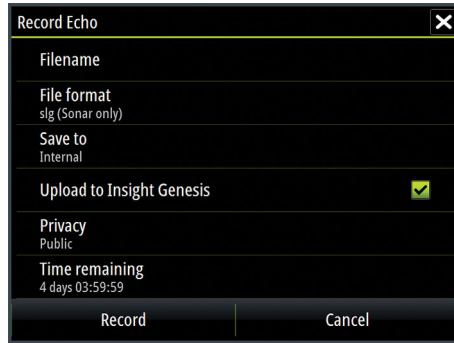 Record Echo
Filename
File format
slg (Sonar only)
Save to
Internal
Upload to Insight Genesis
Privacy
Public
Time remaining
4 days 03:59:59
Record Cancel